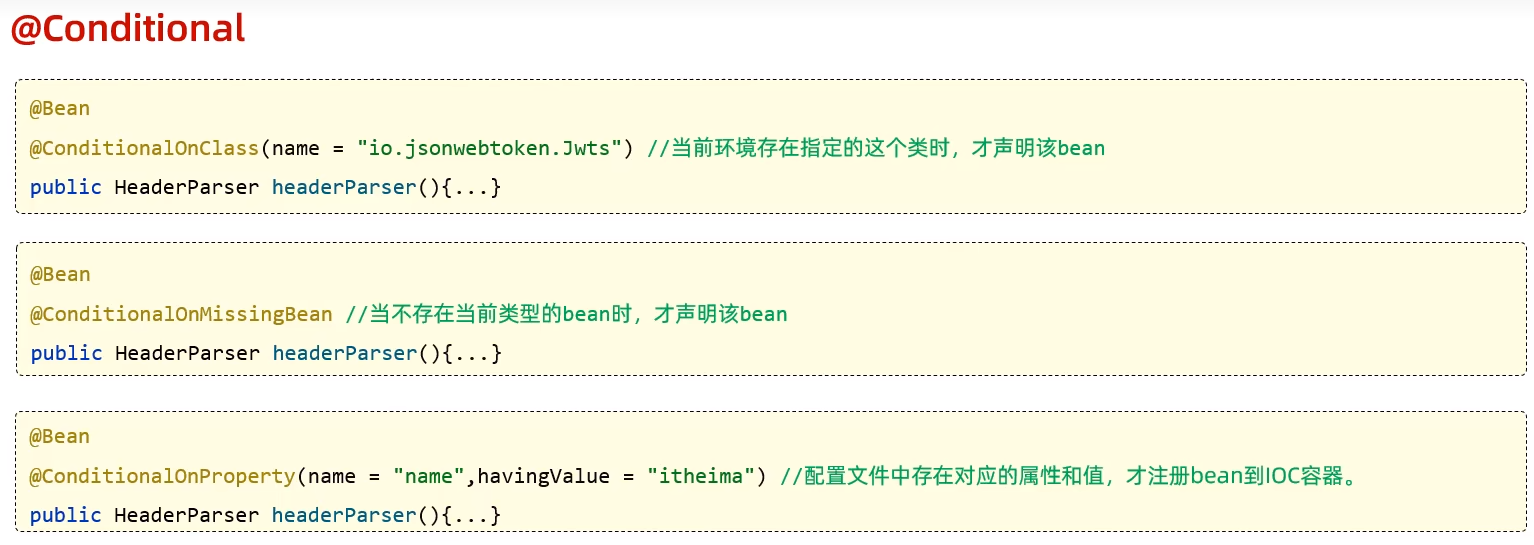 @Conditional
@Bean
@ConditionalOnClass(name = "io.jsonwebtoken.Jwts") //当前环境存在指定的这个类时，才声明该bean
public HeaderParser headerParser(){...}
@Bean
@ConditionalOnMissingBean //当不存在当前类型的bean时，才声明该bean
public HeaderParser headerParser(){...}
@Bean
@ConditionalOnProperty(name = "name",havingValue = "itheima") //配置文件中存在对应的属性和值，才注册bean到IOC容器。
public HeaderParser headerParser(){...}